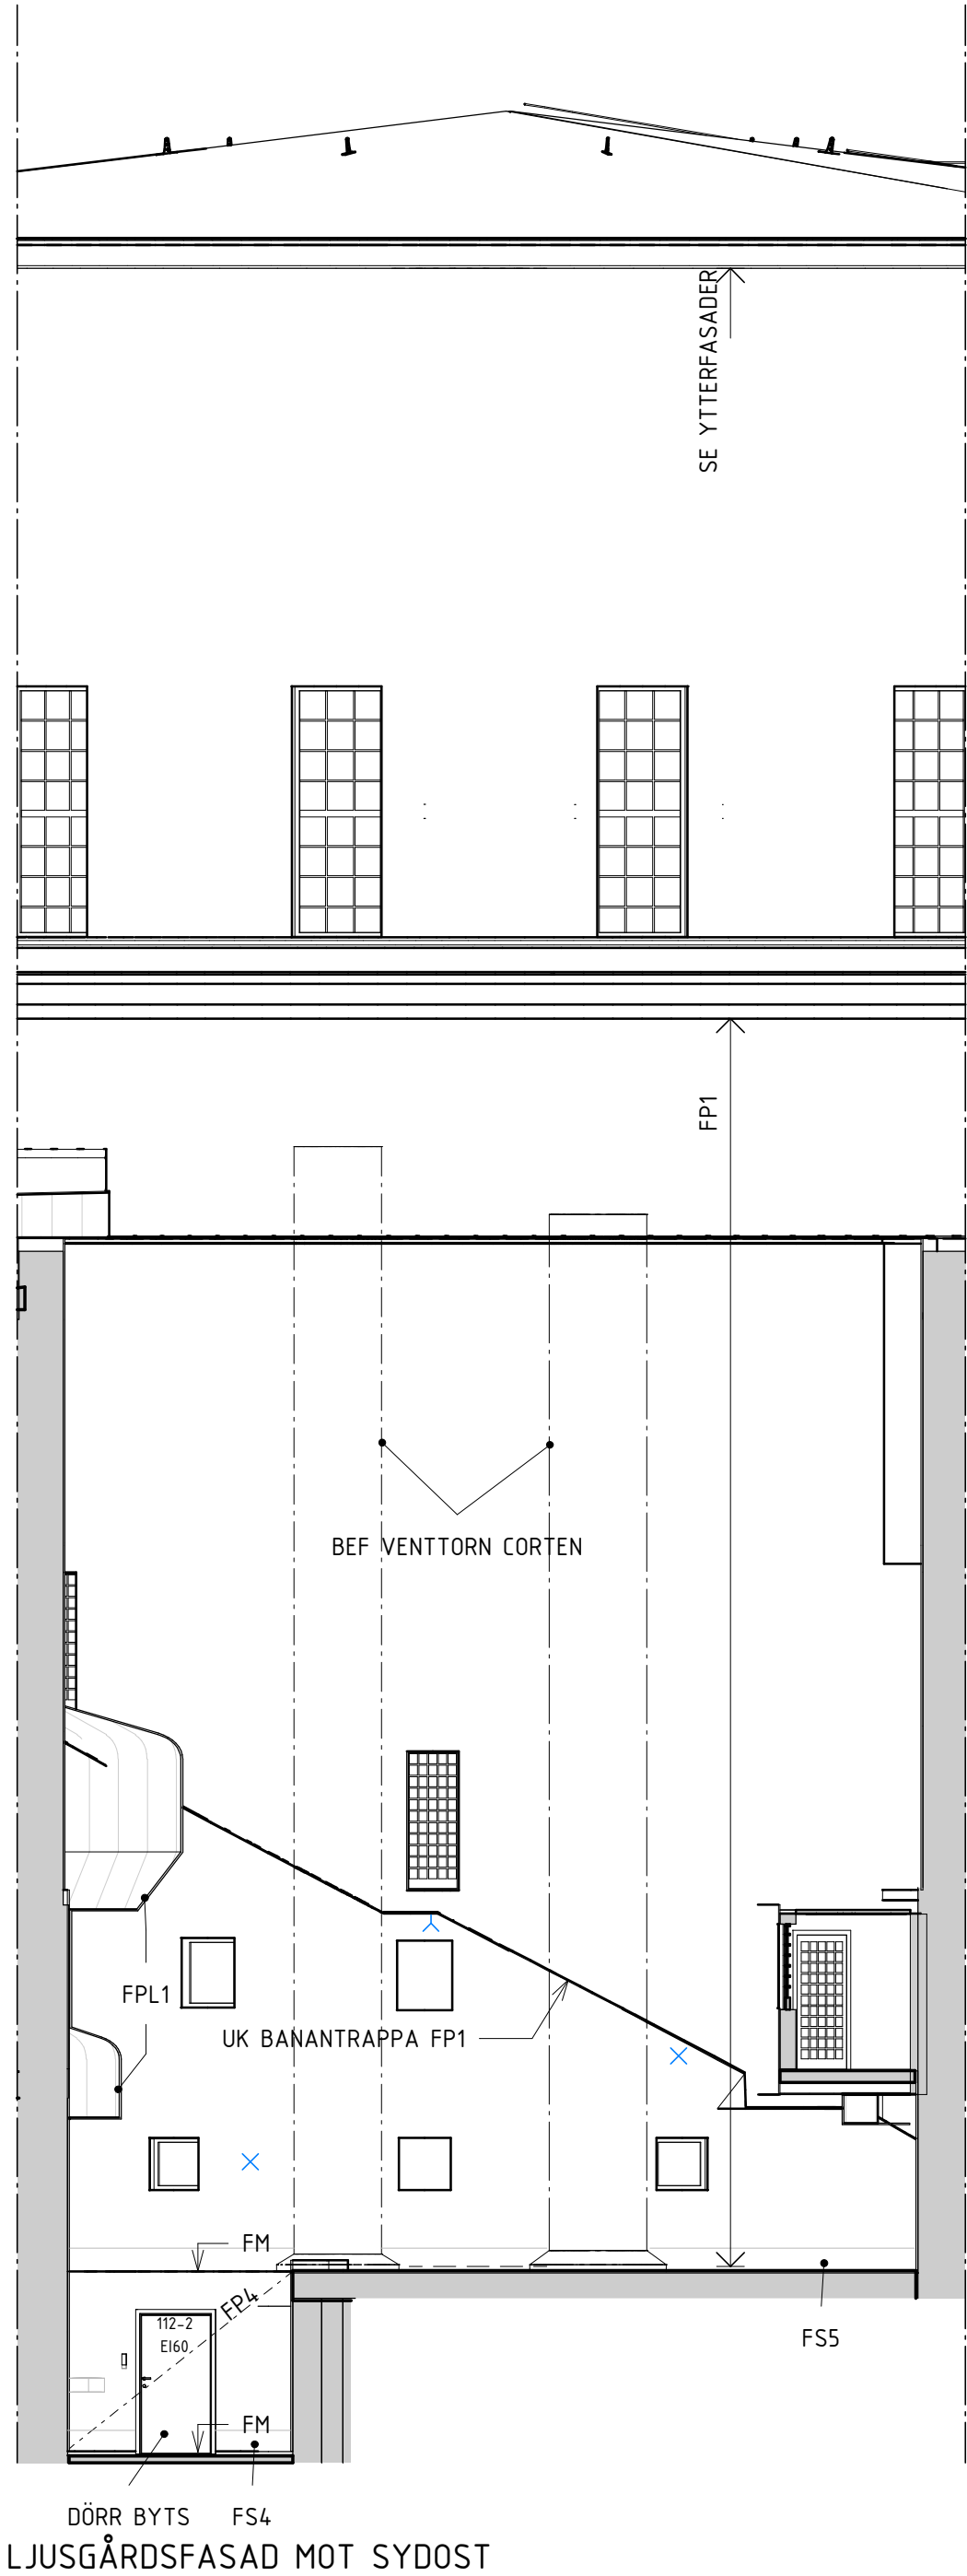 SE YTTERFASADER
FP1
BEF VENTTORN CORTEN
FPL1
UK BANANTRAPPA FP1
FM
FP4
112-2
EI60
FS5
FM
DÖRR BYTS
FS4
LJUSGÅRDSFASAD MOT SYDOST